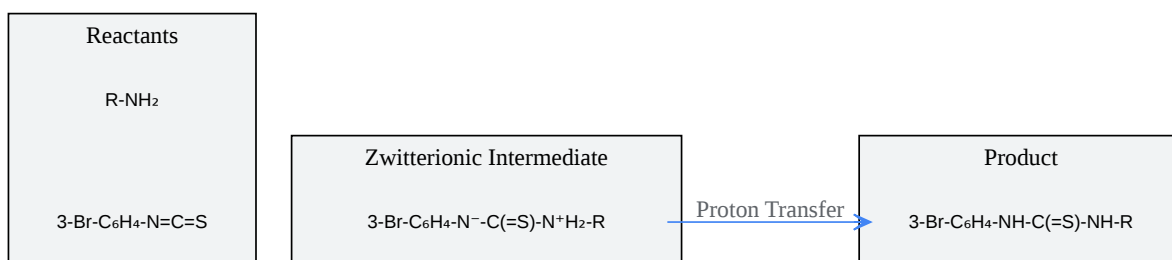 Reactants
R-NH₂
3-Br-C₆H₄-N=C=S
Zwitterionic Intermediate
3-Br-C₆H₄-N⁻-C(=S)-N⁺H₂-R
Proton Transfer
Product
3-Br-C₆H₄-NH-C(=S)-NH-R